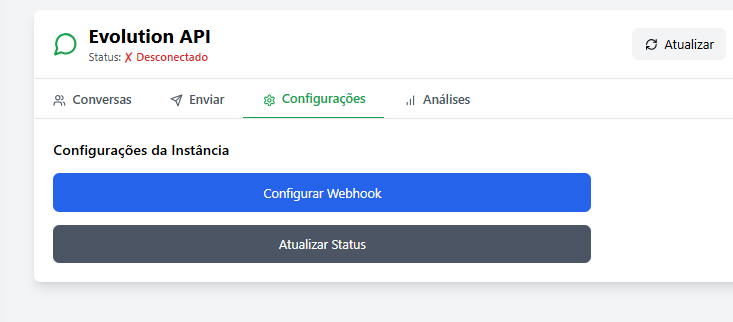 Evolution API
Status: ✗ Desconectado
Atualizar
Conversas
Enviar
Configurações
Análises
Configurações da Instância
Configurar Webhook
Atualizar Status